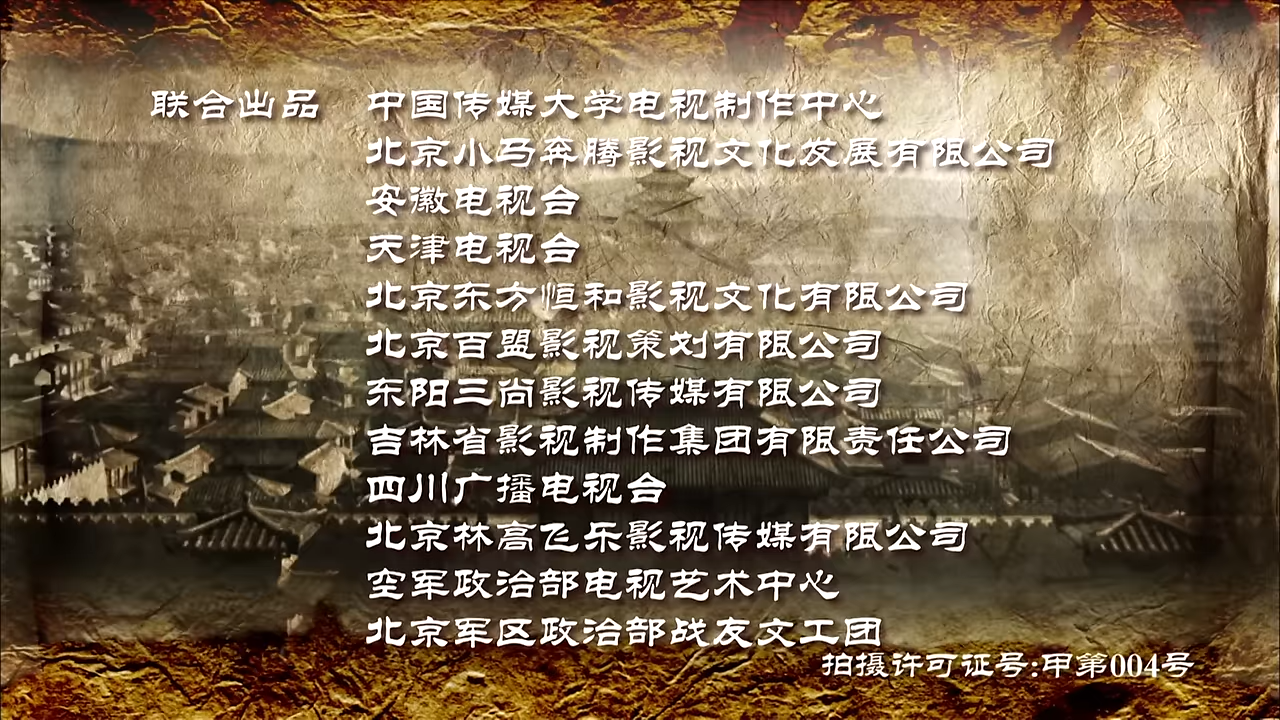 联合出品 中国传媒大学电视制作中心
北京小马奔腾影视文化发展有限公司
安徽电视台
天津电视台
北京东方恒和影视文化有限公司
北京百盟影视策划有限公司
东阳三尚影视传媒有限公司
吉林省影视制作集团有限责任公司
四川广播电视台
北京林高飞乐影视传媒有限公司
空军政治部电视艺术中心
北京军区政治部战友文工团
拍摄许可证号:甲第004号